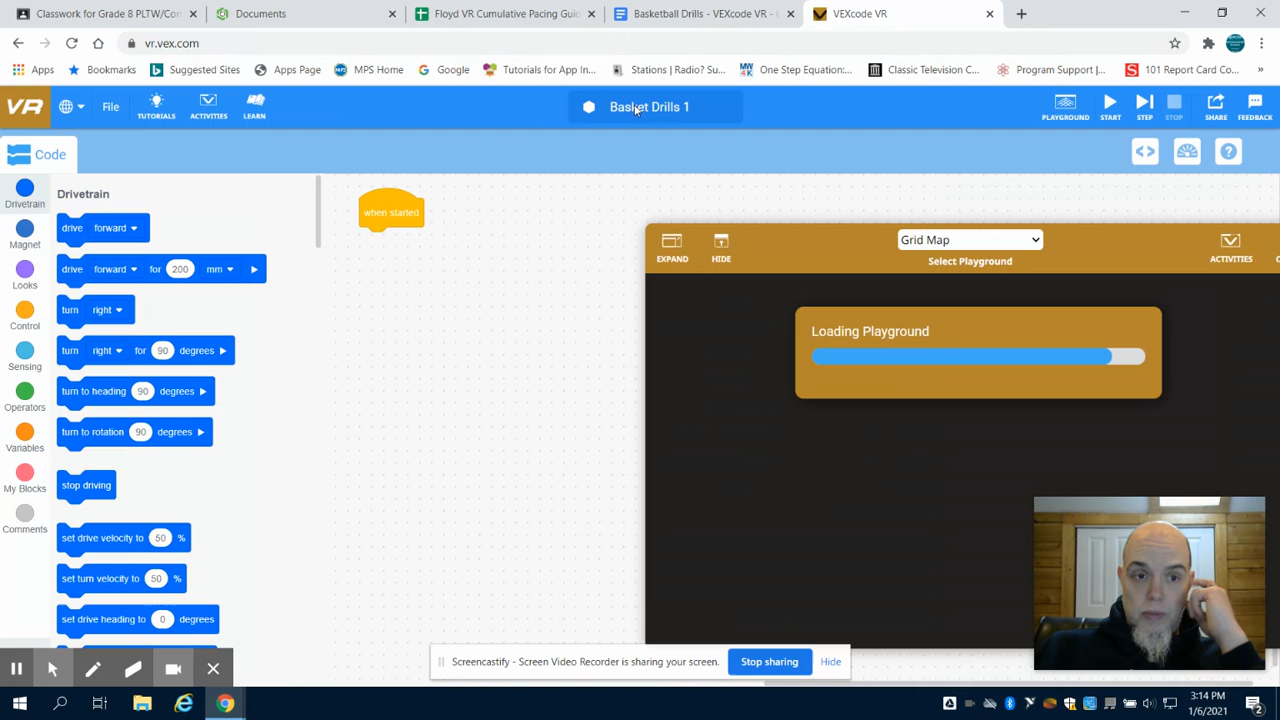 Classwork for Grade 8 PLTW/Con
Documents
Floyd VR Cumulative Pacing Guid
Basketball Drills - VEXcode VR - G
VEXcode VR
vr.vex.com
Apps
Bookmarks
Suggested Sites
Apps Page
MPS Home
Google
Tutorials for App In...
Stations | Radio? Su...
One Step Equation:...
Classic Television C...
Program Support |...
101 Report Card Co...
VR
File
TUTORIALS
ACTIVITIES
LEARN
Basket Drills 1
PLAYGROUND
START
STEP
STOP
SHARE
FEEDBACK
Code
Drivetrain
Magnet
Looks
Control
Sensing
Operators
Variables
My Blocks
Comments
Drivetrain
drive forward
drive forward for 200 mm
turn right
turn right for 90 degrees
turn to heading 90 degrees
turn to rotation 90 degrees
stop driving
set drive velocity to 50 %
set turn velocity to 50 %
set drive heading to 0 degrees
when started
EXPAND
HIDE
Grid Map
Select Playground
ACTIVITIES
Loading Playground
Screencastify - Screen Video Recorder is sharing your screen.
Stop sharing
Hide
3:14 PM
1/6/2021
2